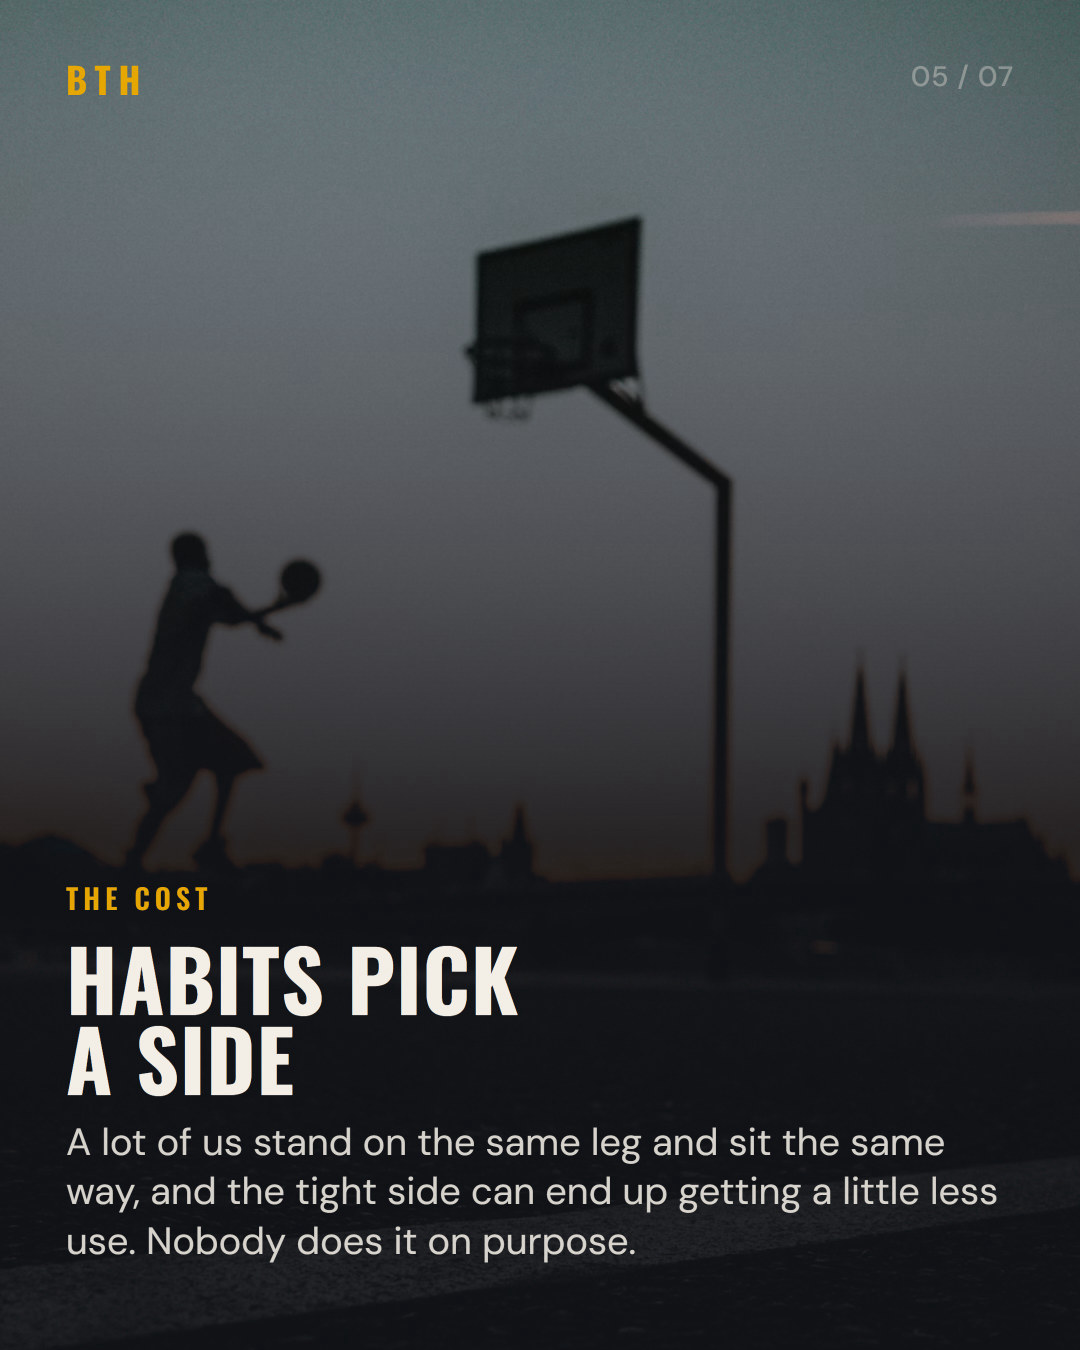 BTH
05 / 07
THE COST
HABITS PICK
A SIDE
A lot of us stand on the same leg and sit the same
way, and the tight side can end up getting a little less
use. Nobody does it on purpose.